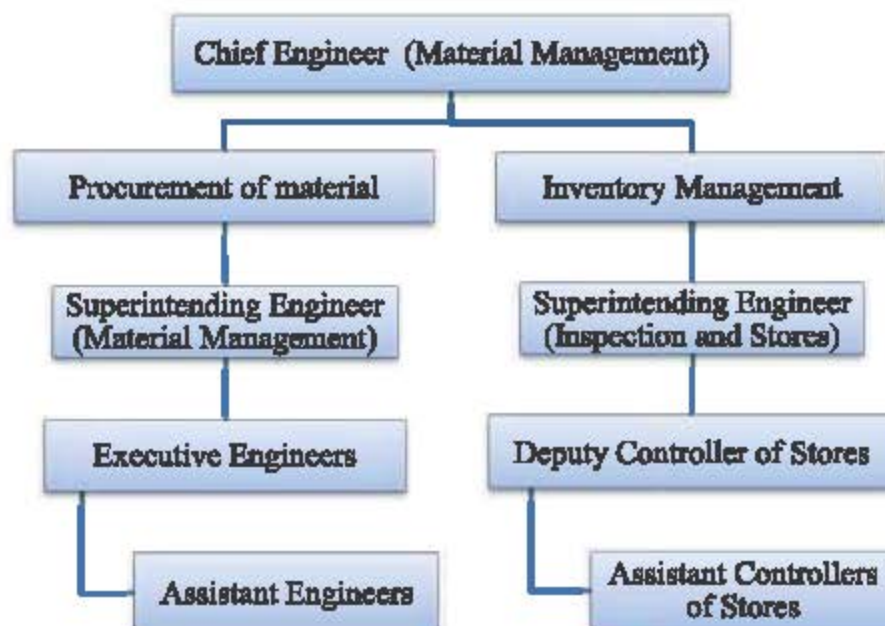 Chief Engineer (Material Management)
Procurement of material
Inventory Management
Superintending Engineer
(Material Management)
Superintending Engineer
(Inspection and Stores)
Executive Engineers
Deputy Controller of Stores
Assistant Engineers
Assistant Controllers
of Stores